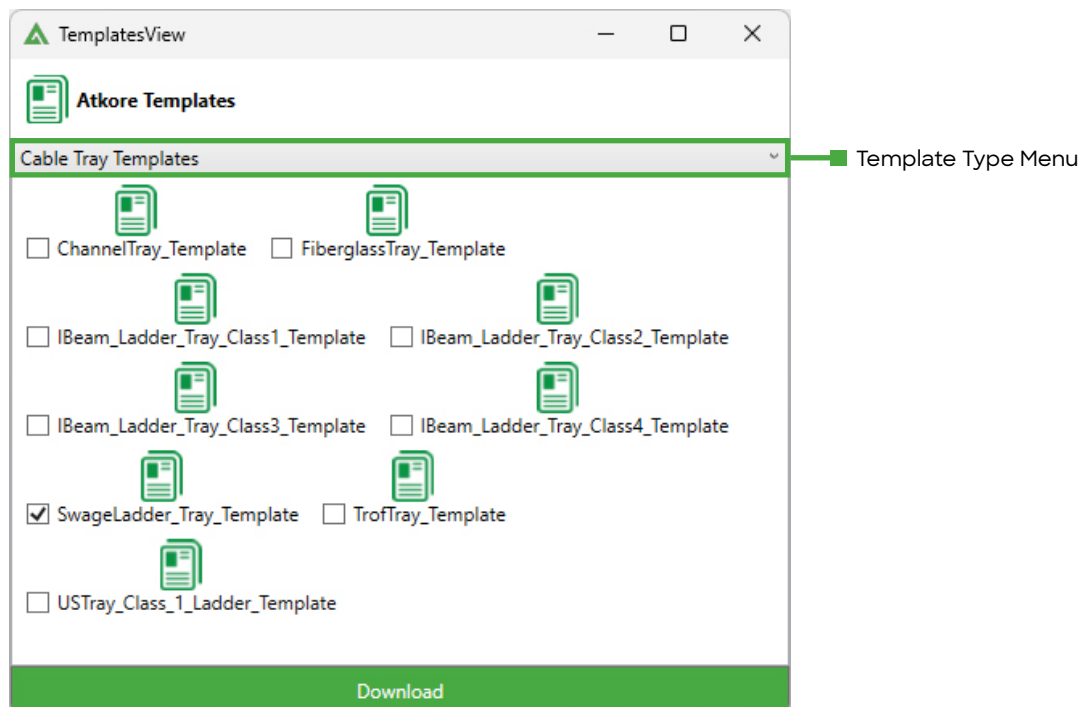 TemplatesView
Atkore Templates
Cable Tray Templates
Template Type Menu
ChannelTray_Template FiberglassTray_Template
IBeam_Ladder_Tray_Class1_Template IBeam_Ladder_Tray_Class2_Template
IBeam_Ladder_Tray_Class3_Template IBeam_Ladder_Tray_Class4_Template
SwageLadder_Tray_Template TrofTray_Template
USTray_Class_1_Ladder_Template
Download